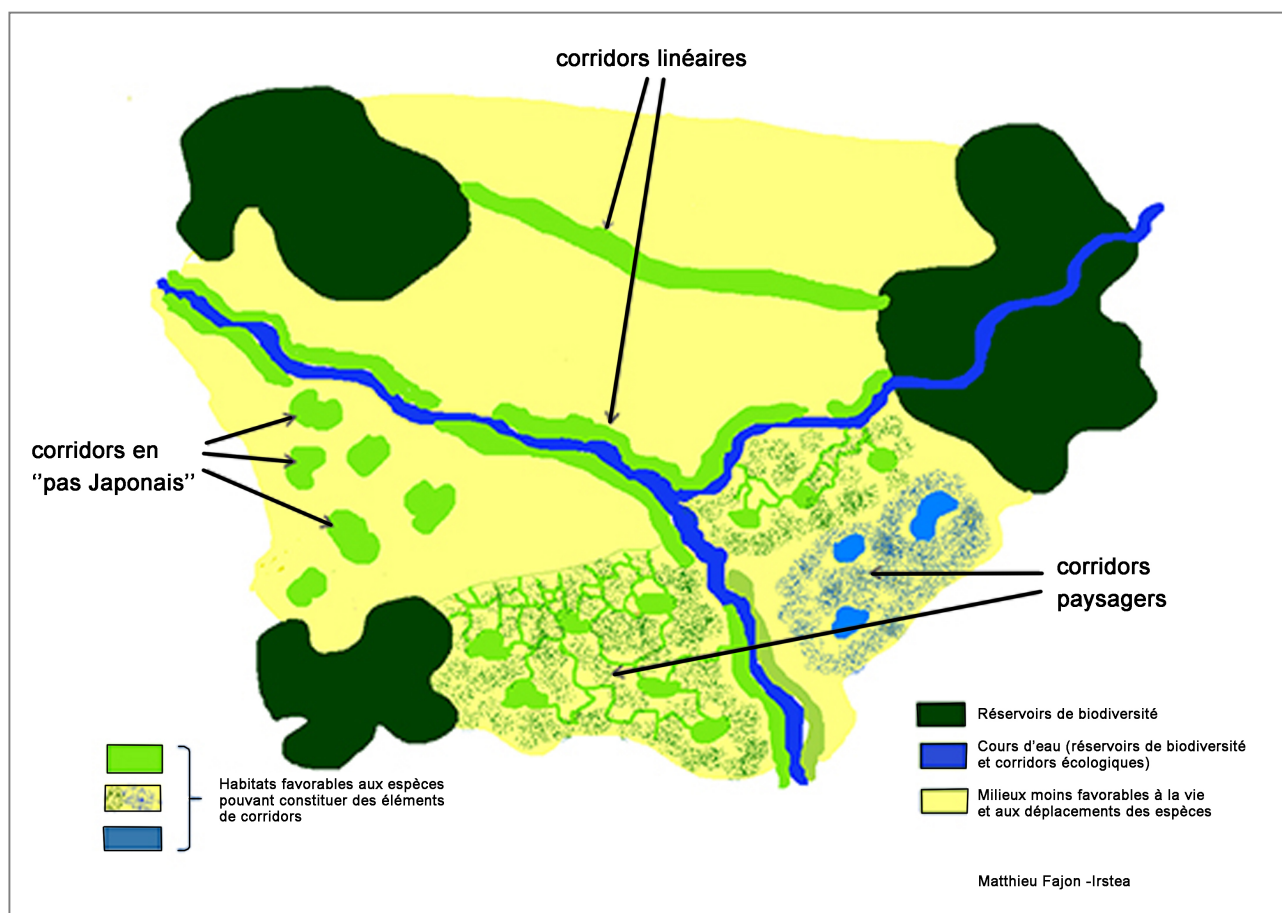 corridors linéaires
corridors en
‘’pas Japonais’’
corridors
paysagers
Réservoirs de biodiversité
Cours d'eau (réservoirs de biodiversité
et corridors écologiques)
Milieux moins favorables à la vie
et aux déplacements des espèces
Habitats favorables aux espèces
pouvant constituer des éléments
de corridors
Matthieu Fajon -Irstea